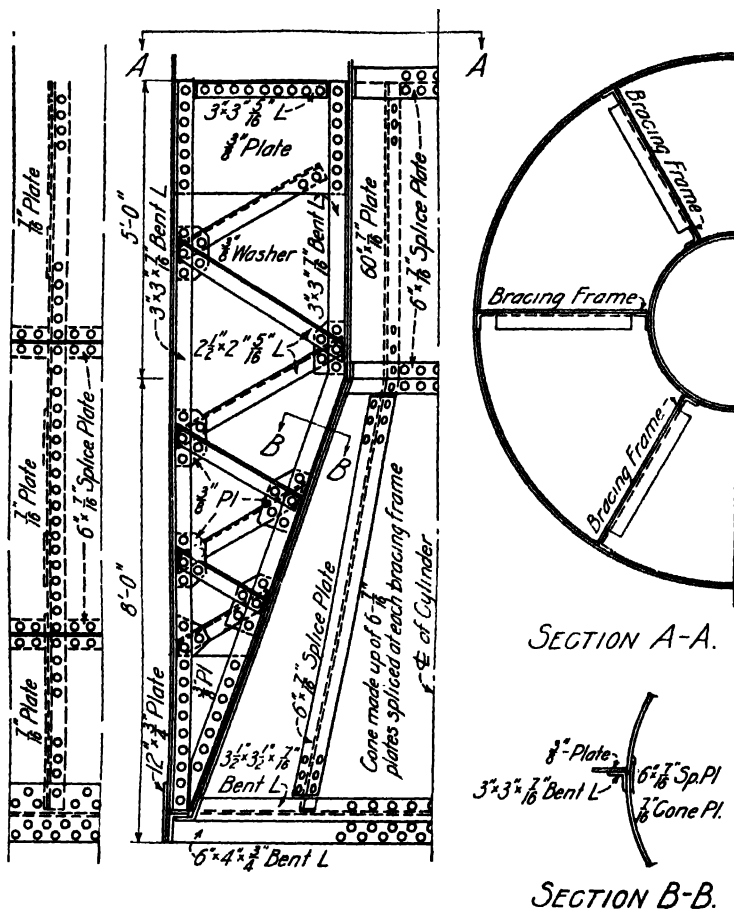 A
A
7/16" Plate
7/16" Plate
7/16" Plate
6"x 7/16" Splice Plate
5'-0"
8'-0"
3"x 3"x 7/16" Bent L
3"x 3" 5/16" L
3/8" Plate
3/8" Washer
3"x 3" 7/16" Bent L
2 1/2"x 2" 5/16" L
60"x 7/16" Plate
6"x 7/16" Splice Plate
B
B
3/8" Pl
Pl
12"x 3/4" Plate
6"x 7/16" Splice Plate
Cone made up of 6- 7/16"
plates spliced at each bracing frame
℄ of Cylinder
3 1/2"x 3 1/2"x 7/16"
Bent L
6"x 4"x 3/4" Bent L
Bracing Frame
Bracing Frame
Bracing Frame
SECTION A-A.
3/8"-Plate
3"x 3"x 7/16" Bent L
6"x 7/16" Sp. Pl
7/16" Cone Pl.
SECTION B-B.